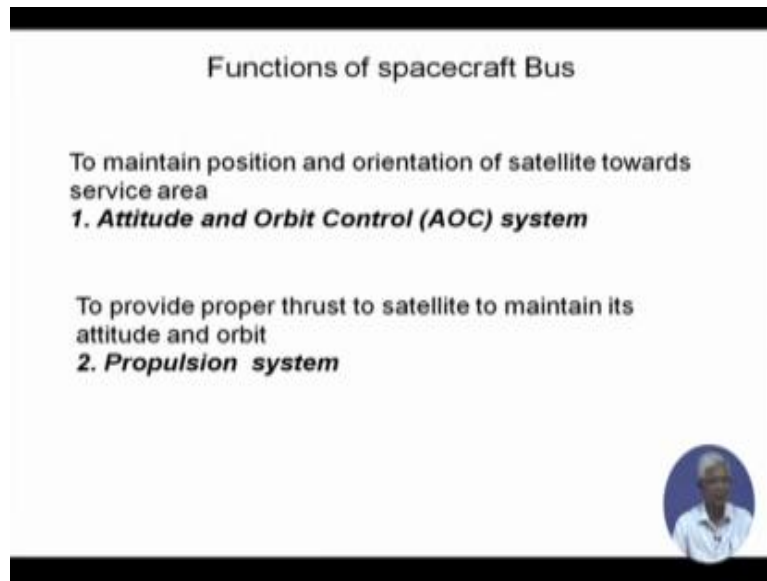 Functions of spacecraft Bus
To maintain position and orientation of satellite towards
service area
1. Attitude and Orbit Control (AOC) system
To provide proper thrust to satellite to maintain its
attitude and orbit
2. Propulsion system